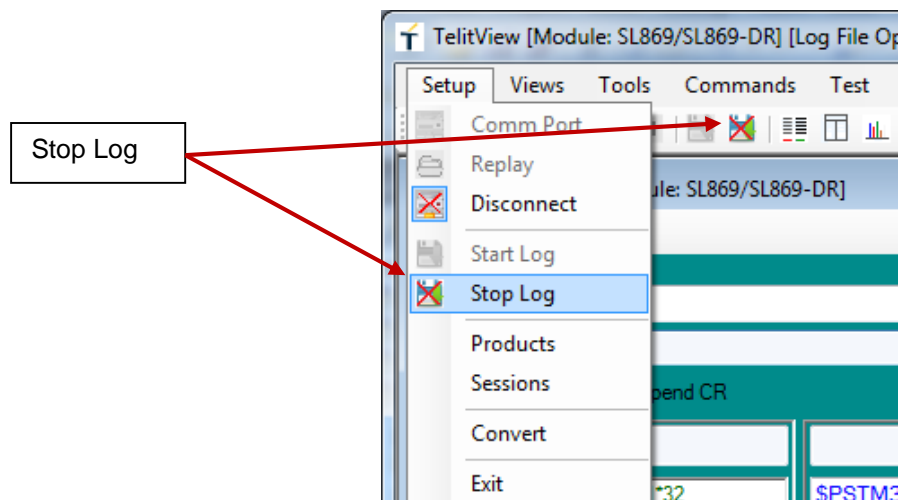 TelitView [Module: SL869/SL869-DR] [Log File Op
Setup Views Tools Commands Test
Stop Log
Comm Port
Replay
ule: SL869/SL869-DR]
Disconnect
Start Log
Stop Log
Products
Sessions
pend CR
Convert
Exit
*32
$PSTM3